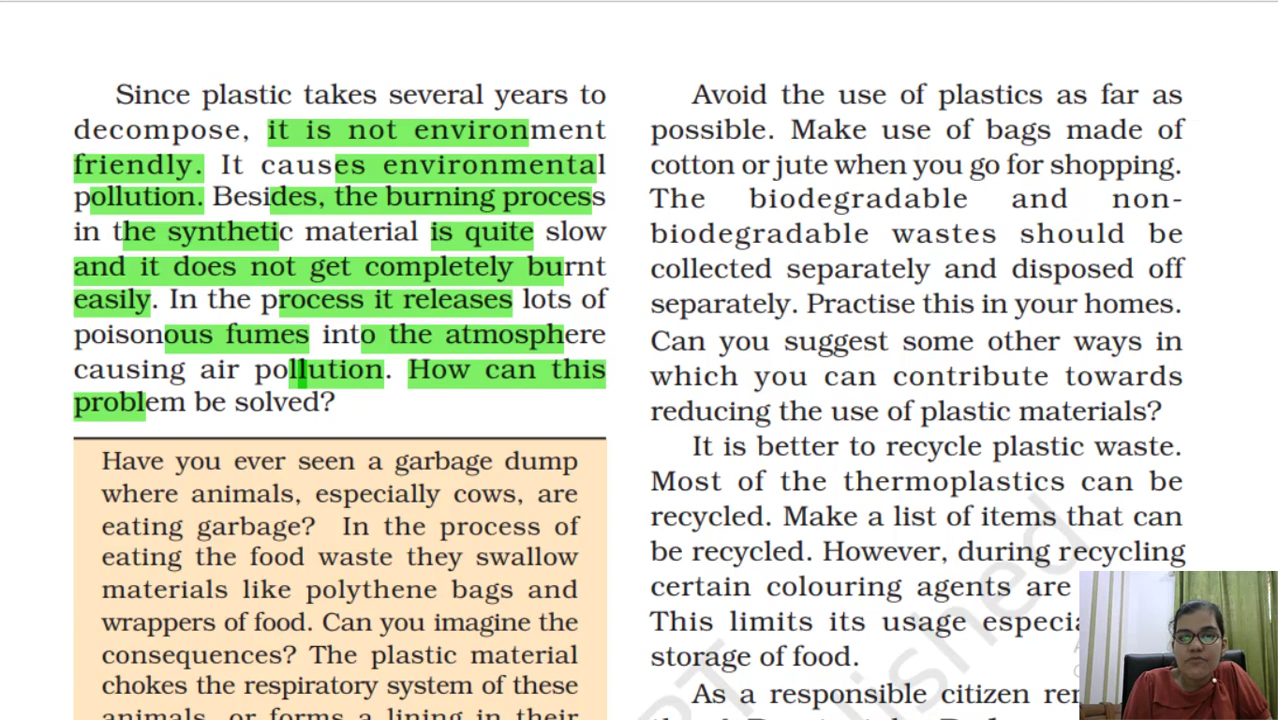 Since plastic takes several years to
decompose, it is not environment
friendly. It causes environmental
pollution. Besides, the burning process
in the synthetic material is quite slow
and it does not get completely burnt
easily. In the process it releases lots of
poisonous fumes into the atmosphere
causing air pollution. How can this
problem be solved?
Have you ever seen a garbage dump
where animals, especially cows, are
eating garbage? In the process of
eating the food waste they swallow
materials like polythene bags and
wrappers of food. Can you imagine the
consequences? The plastic material
chokes the respiratory system of these
animals, or forms a lining in their
Avoid the use of plastics as far as
possible. Make use of bags made of
cotton or jute when you go for shopping.
The biodegradable and non-
biodegradable wastes should be
collected separately and disposed off
separately. Practise this in your homes.
Can you suggest some other ways in
which you can contribute towards
reducing the use of plastic materials?
It is better to recycle plastic waste.
Most of the thermoplastics can be
recycled. Make a list of items that can
be recycled. However, during recycling
certain colouring agents are
This limits its usage especia
storage of food.
As a responsible citizen re